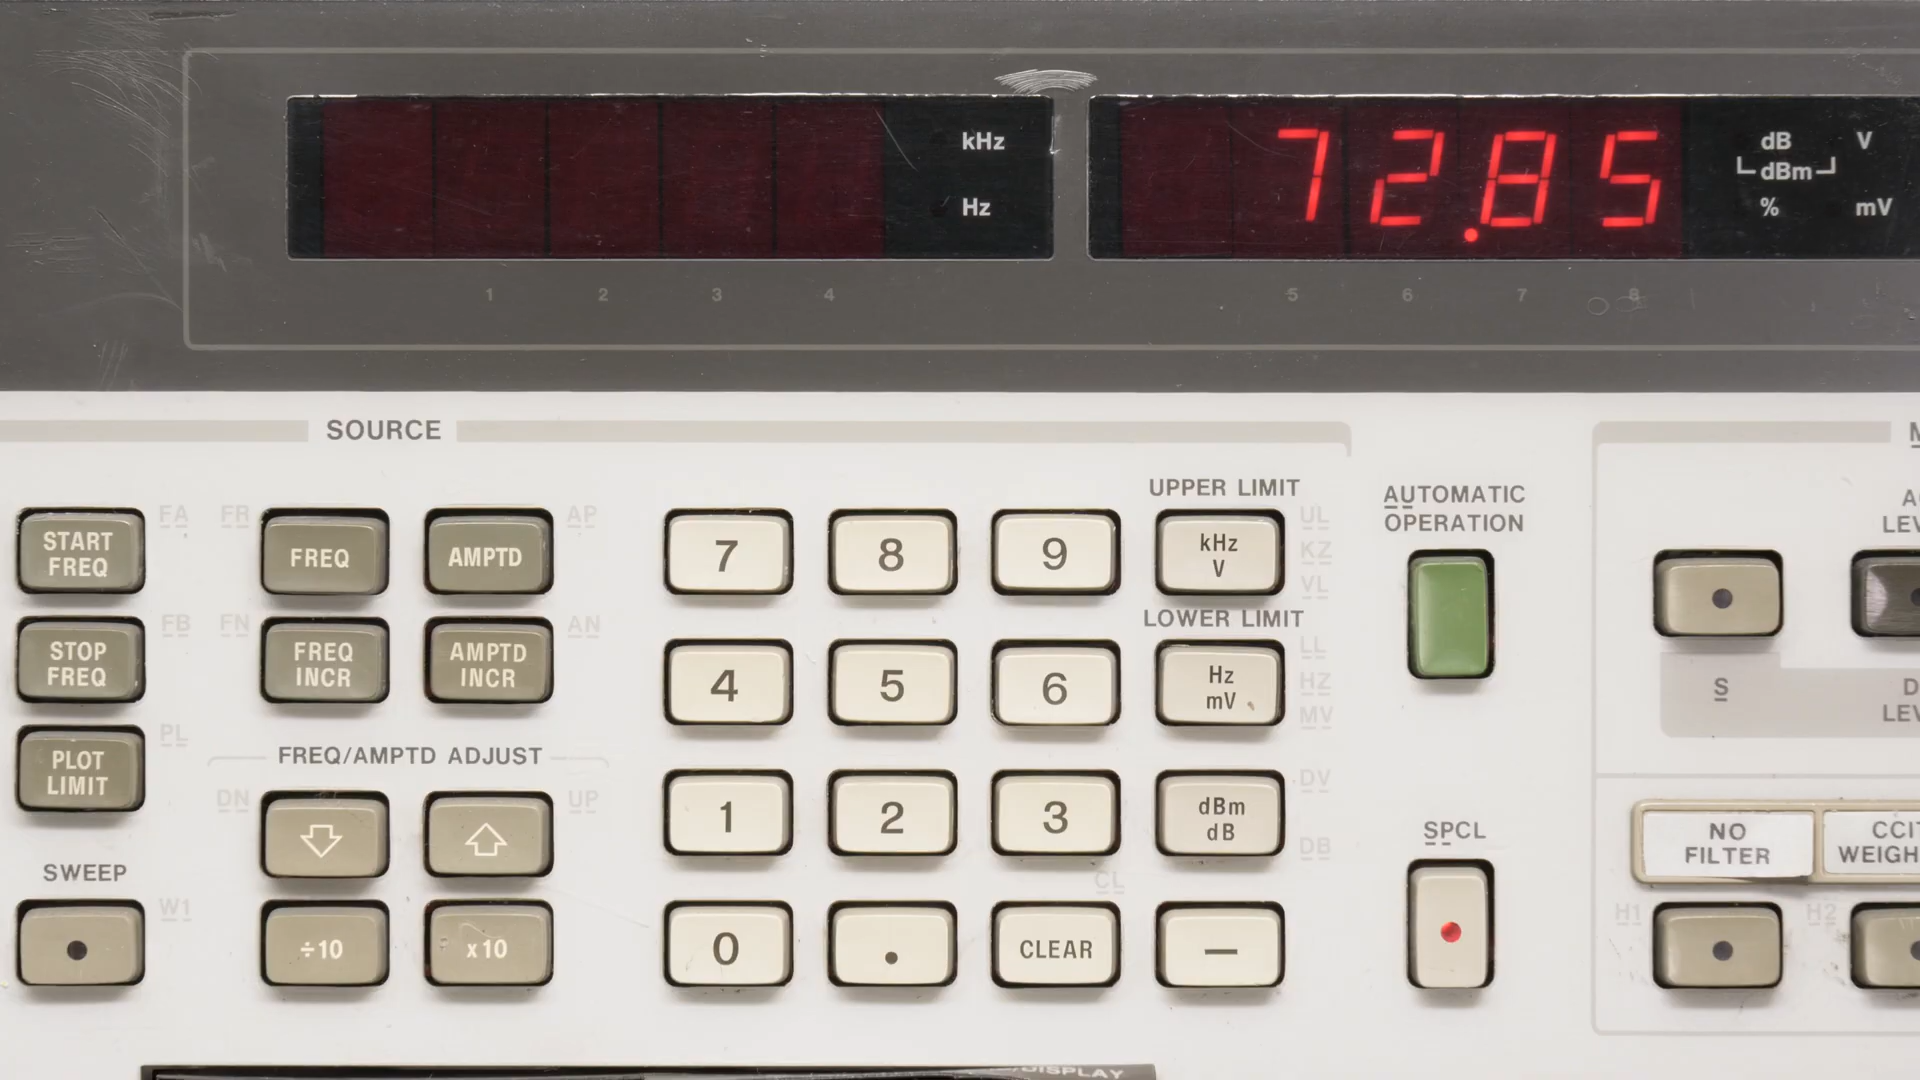 kHz
Hz
72.85
dB V
dBm
% mV
1 2 3 4 5 6 7 8
SOURCE
UPPER LIMIT
AUTOMATIC
OPERATION
START
FREQ
FA
FR
FREQ
AMPTD
AP
7
8
9
kHz
V
UL
KZ
VL
LOWER LIMIT
STOP
FREQ
FB
FN
FREQ
INCR
AMPTD
INCR
AN
4
5
6
Hz
mV
LL
HZ
MV
S
PLOT
LIMIT
PL
FREQ/AMPTD ADJUST
DN
UP
1
2
3
dBm
dB
DV
DB
CL
SPCL
NO
FILTER
SWEEP
W1
÷10
x10
0
.
CLEAR
–
H1
H2
DISPLAY